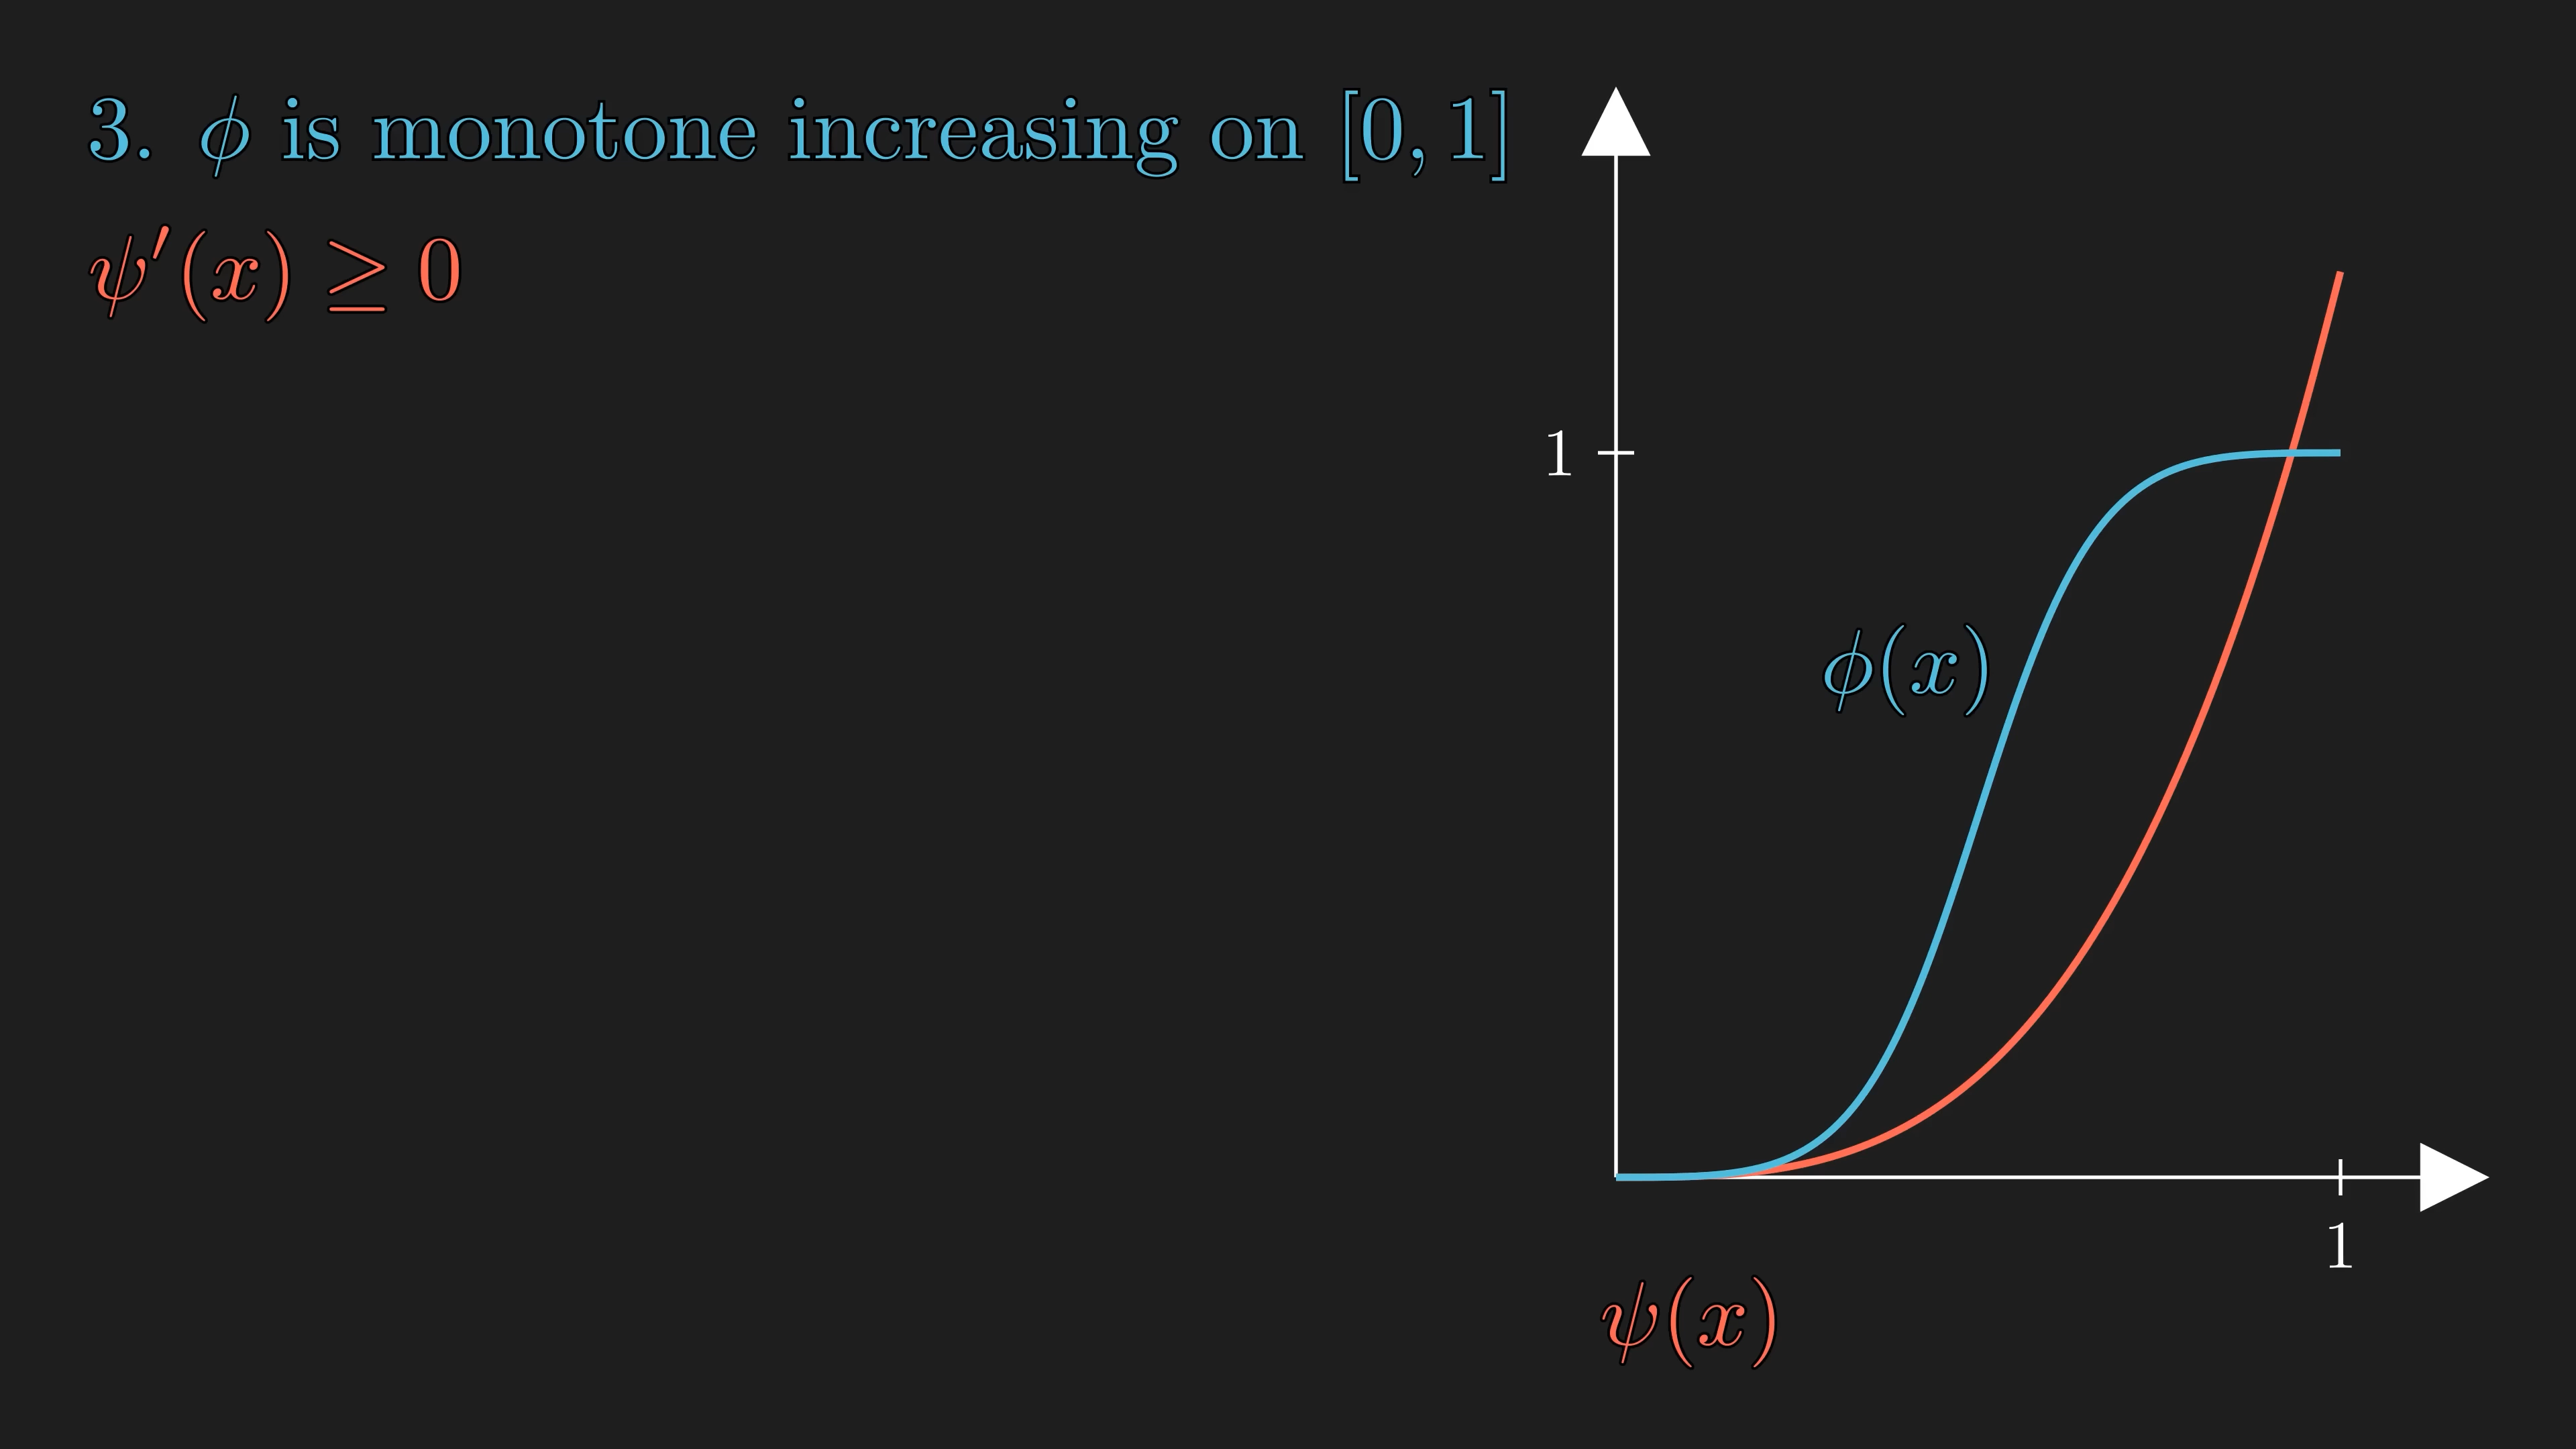 3. ϕ is monotone increasing on [0, 1]
ψ′(x) ≥ 0
1
ϕ(x)
1
ψ(x)